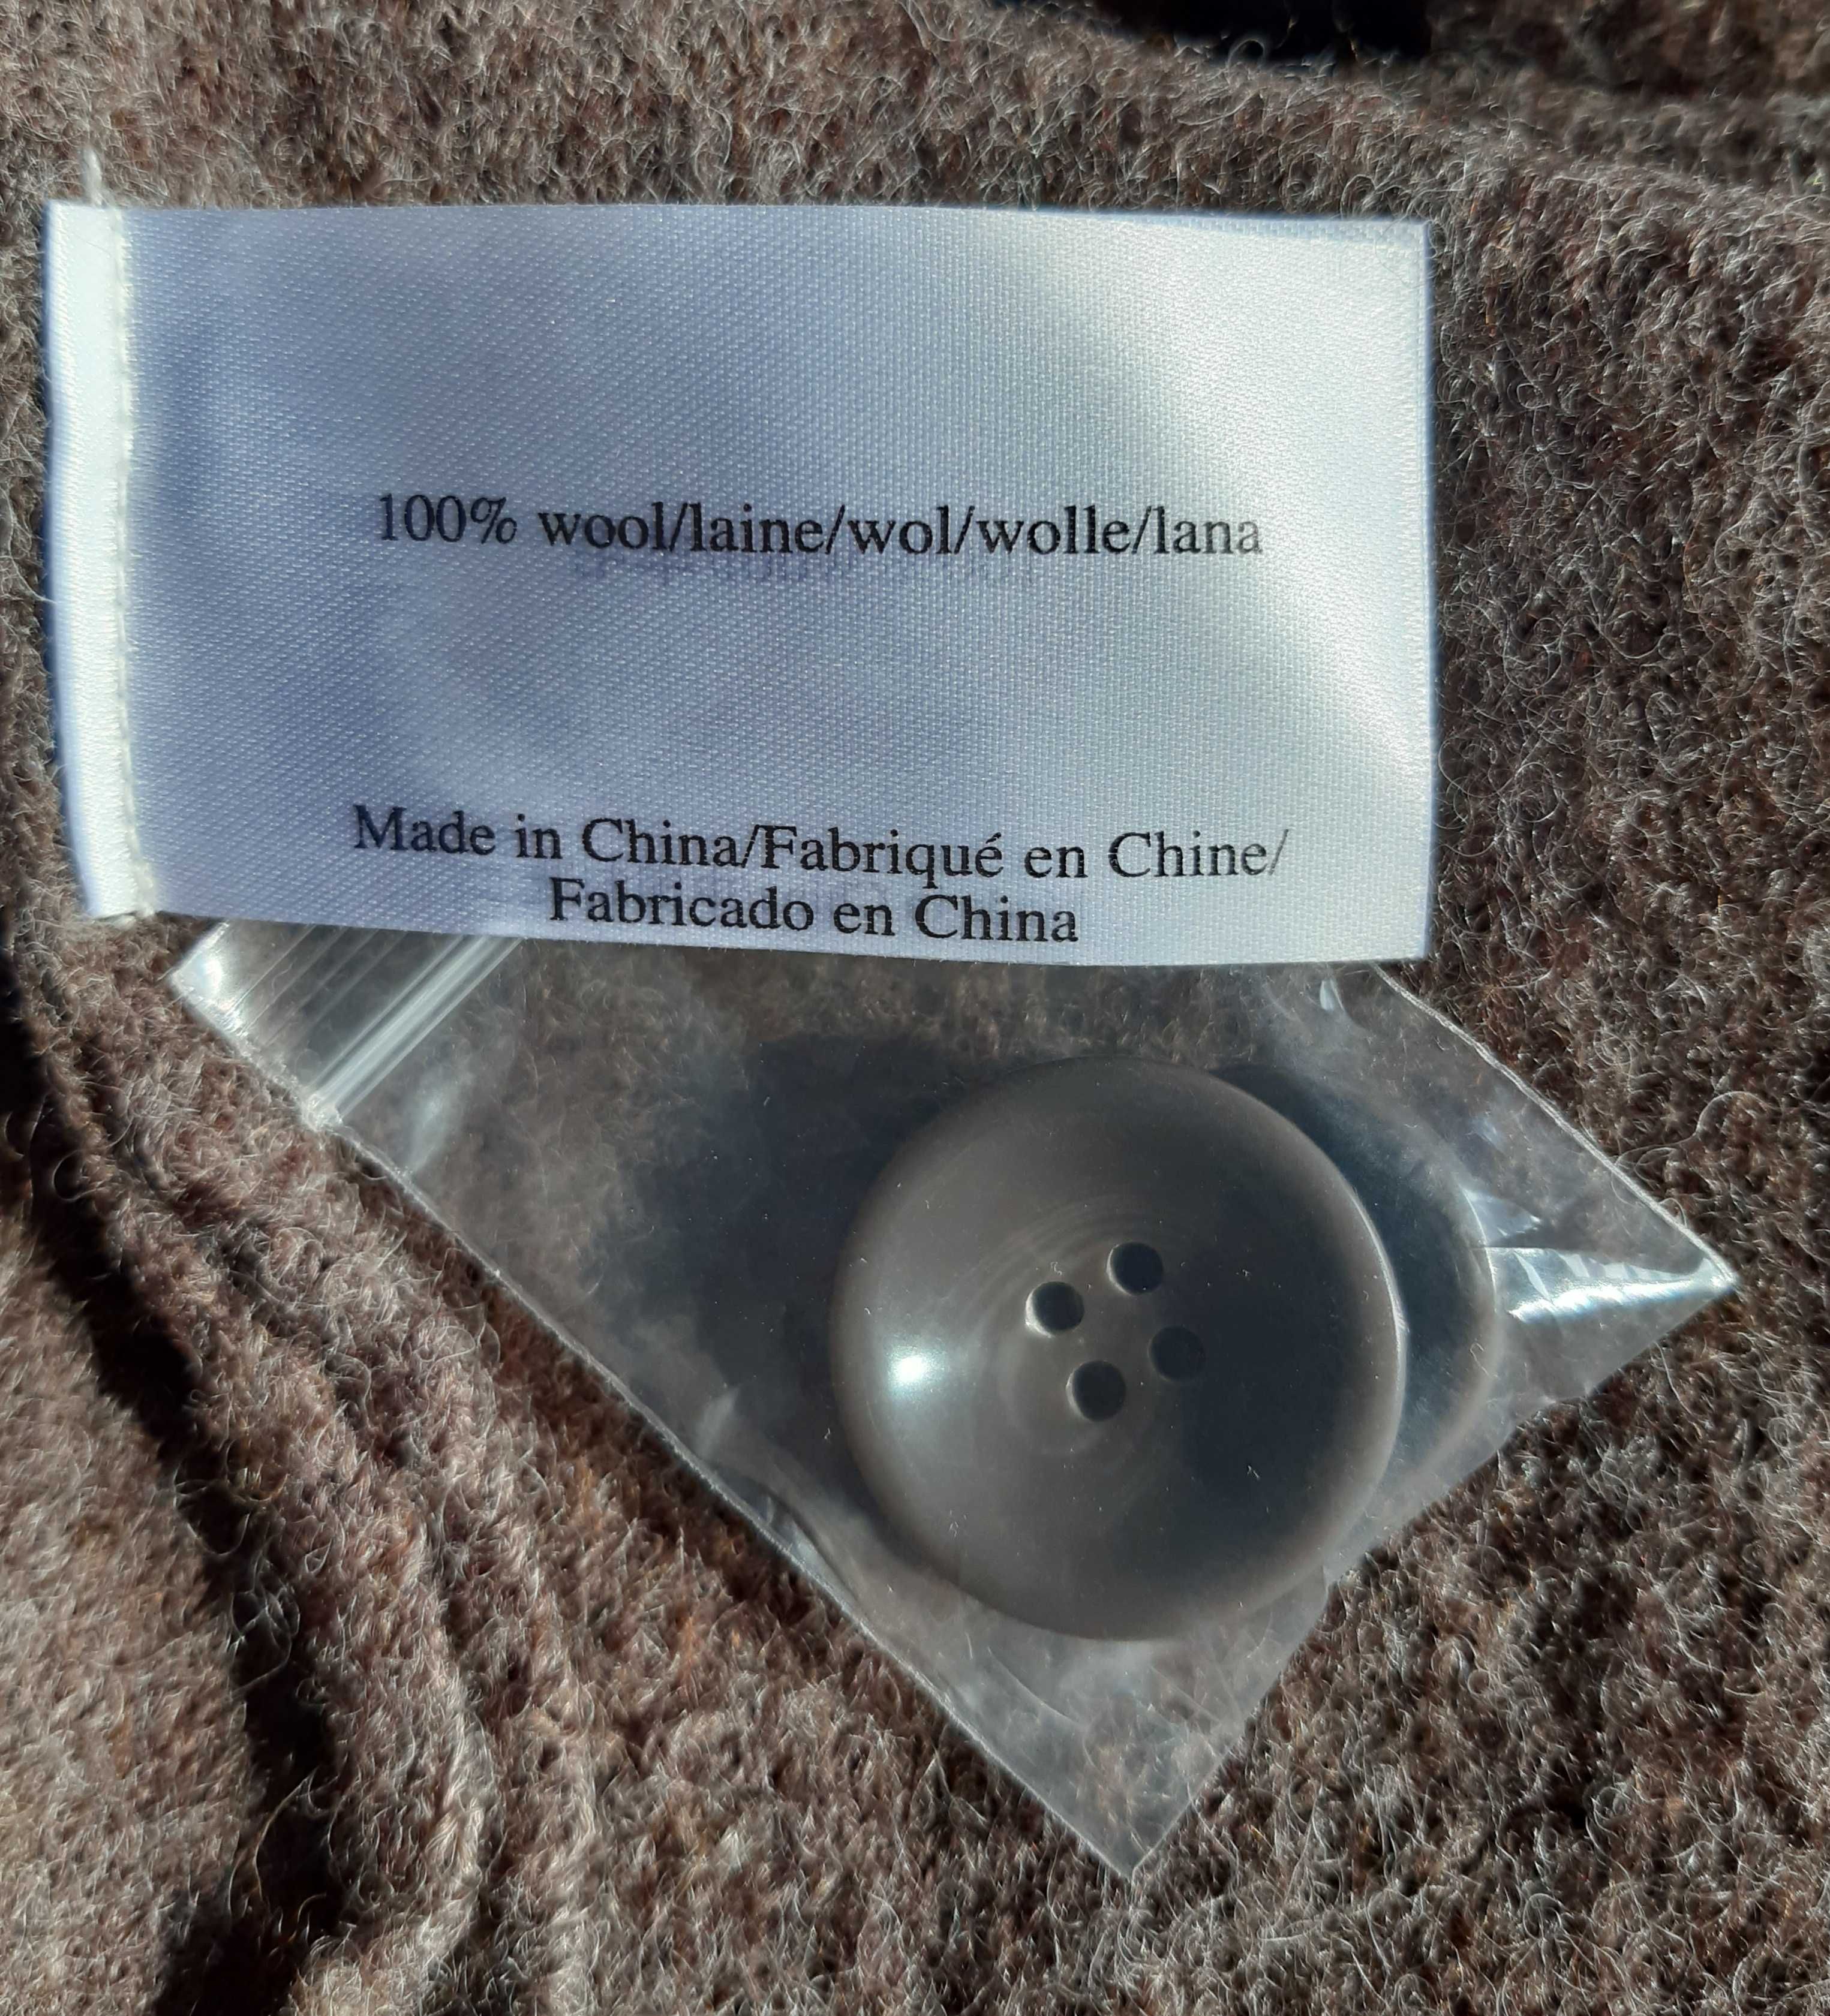 100% wool/laine/wol/wolle/lana
Made in China/Fabriqué en Chine/
Fabricado en China